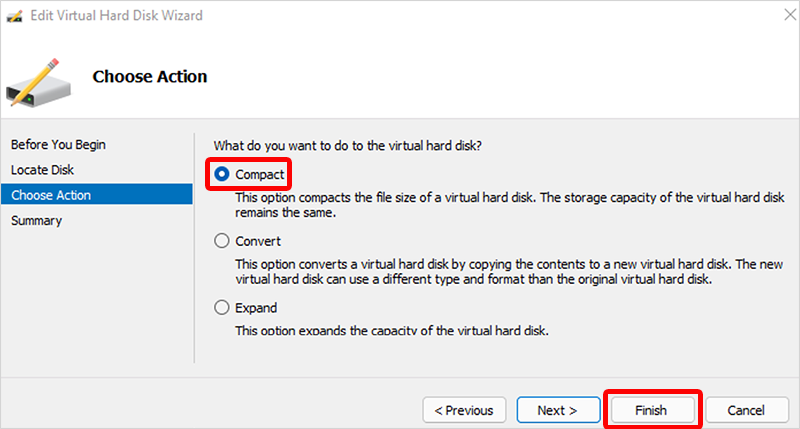 Edit Virtual Hard Disk Wizard
Choose Action
Before You Begin
Locate Disk
Choose Action
Summary
What do you want to do to the virtual hard disk?
Compact
This option compacts the file size of a virtual hard disk. The storage capacity of the virtual hard disk
remains the same.
Convert
This option converts a virtual hard disk by copying the contents to a new virtual hard disk. The new
virtual hard disk can use a different type and format than the original virtual hard disk.
Expand
This option expands the capacity of the virtual hard disk.
< Previous
Next >
Finish
Cancel